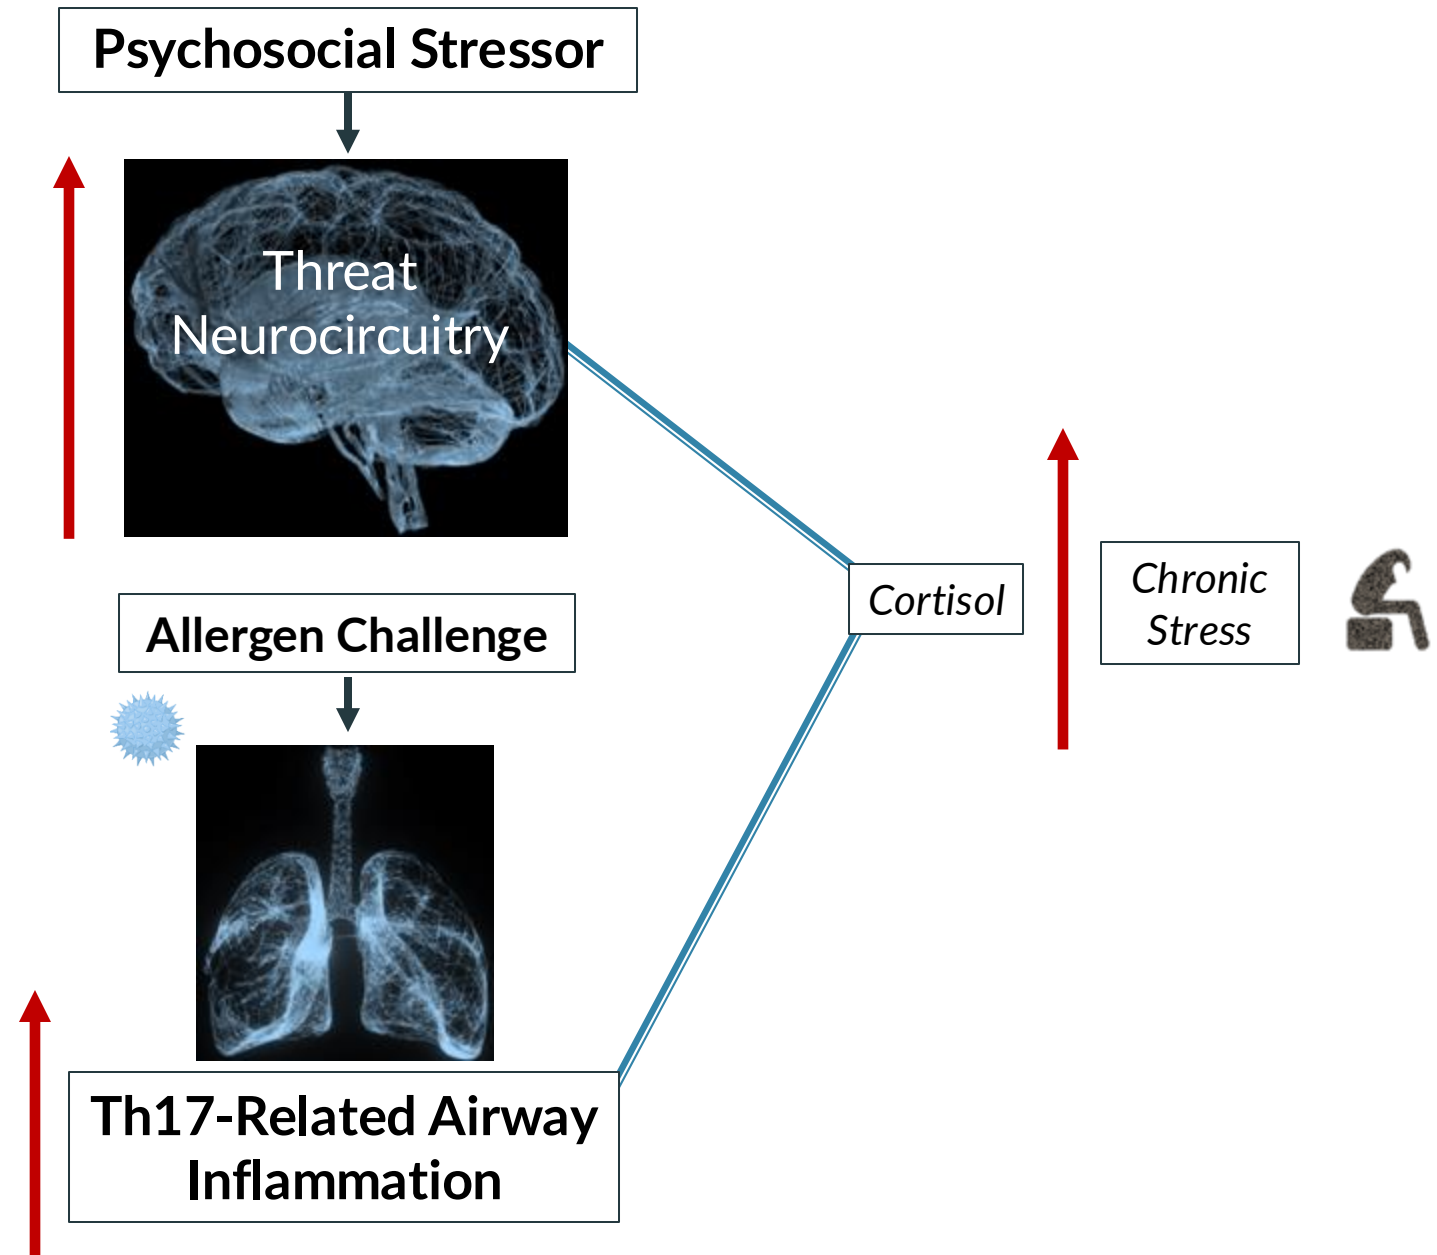 Psychosocial Stressor
Threat
Neurocircuitry
Cortisol
Chronic
Stress
Allergen Challenge
Th17-Related Airway
Inflammation